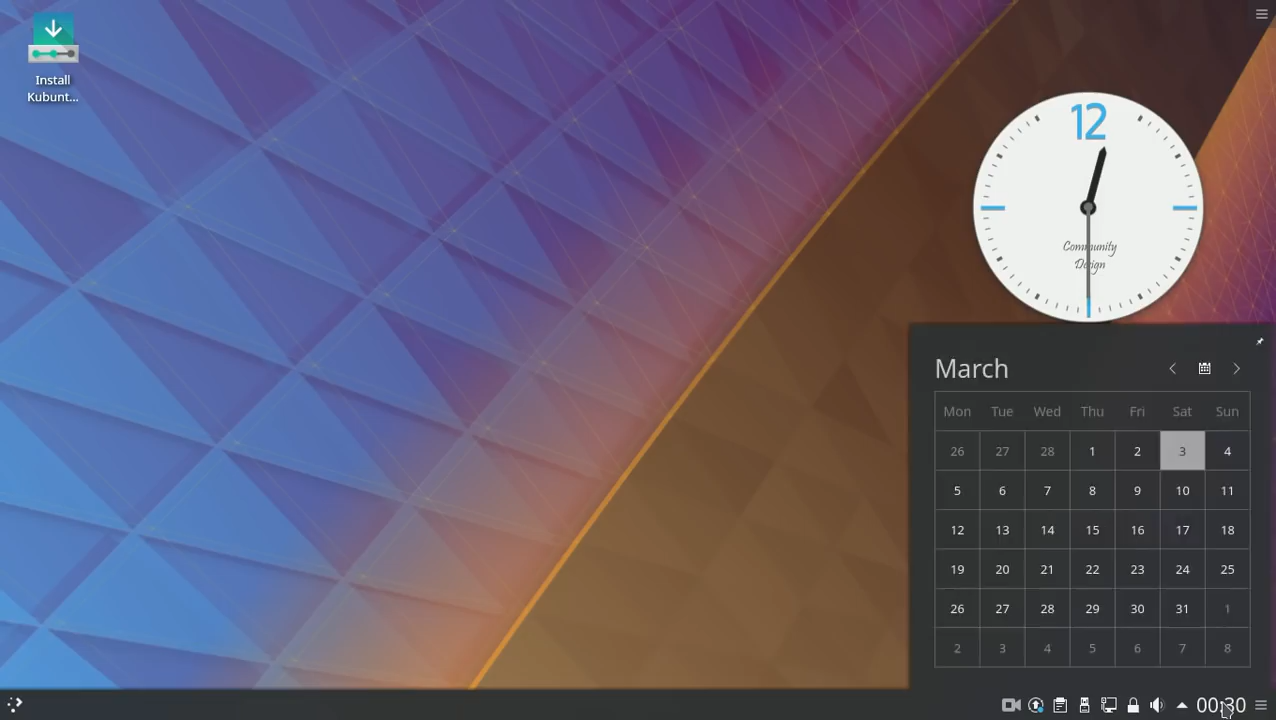 Install
Kubunt...
12
Community
Design
March
Mon Tue Wed Thu Fri Sat Sun
26 27 28 1 2 3 4
5 6 7 8 9 10 11
12 13 14 15 16 17 18
19 20 21 22 23 24 25
26 27 28 29 30 31 1
2 3 4 5 6 7 8
00:30